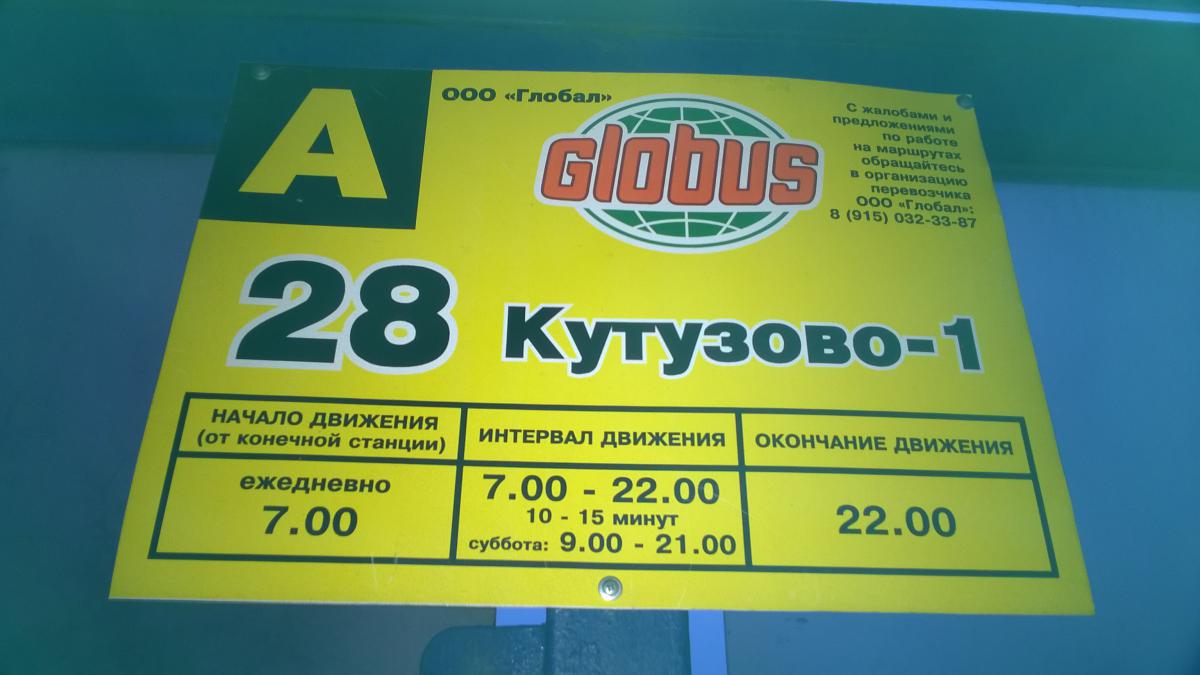 А
ООО «Глобал»
Globus
С жалобами и
предложениями
по работе
на маршрутах
обращайтесь
в организацию
перевозчика
ООО «Глобал»:
8 (915) 032-33-87
28 Кутузово-1
НАЧАЛО ДВИЖЕНИЯ
(от конечной станции)
ИНТЕРВАЛ ДВИЖЕНИЯ
ОКОНЧАНИЕ ДВИЖЕНИЯ
ежедневно
7.00
7.00 - 22.00
10 - 15 минут
суббота: 9.00 - 21.00
22.00